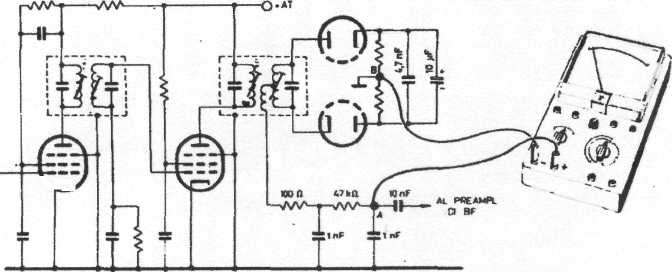 +AT
B
4,7 nF
10 µF
+
+
100 Ω
47 kΩ
10 nF
A
AL PREAMPL
DI BF
1 nF
1 nF